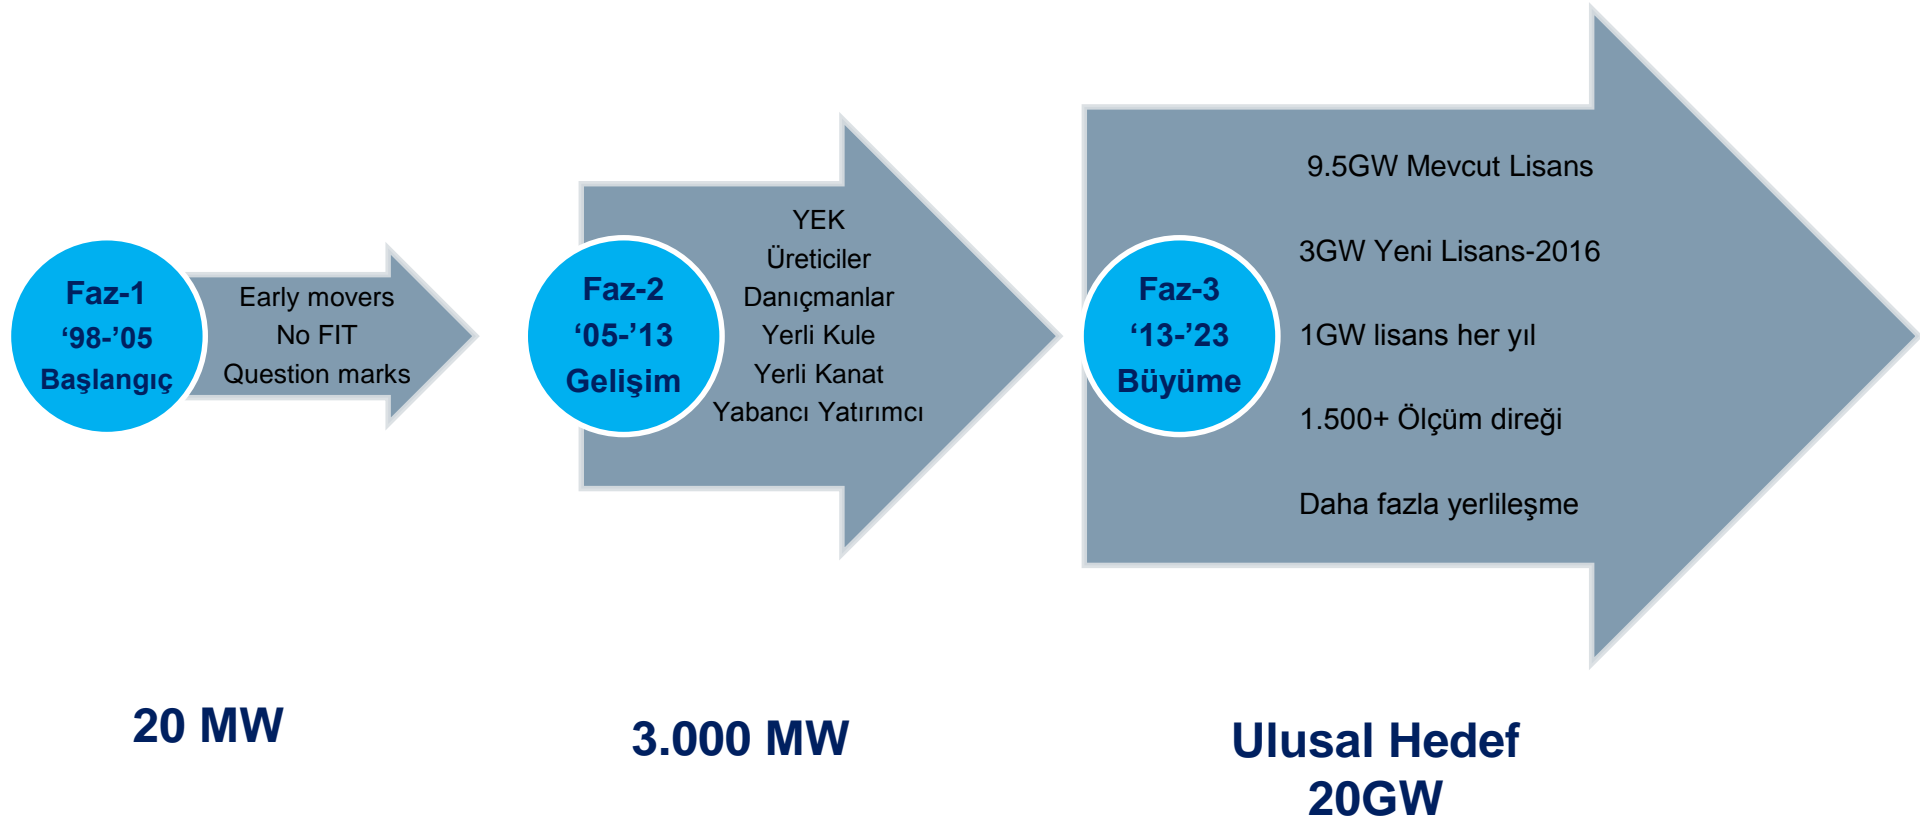 Faz-1
‘98-’05
Başlangıç
Early movers
No FIT
Question marks
20 MW
Faz-2
‘05-’13
Gelişim
YEK
Üreticiler
Danıçmanlar
Yerli Kule
Yerli Kanat
Yabancı Yatırımcı
3.000 MW
Faz-3
‘13-’23
Büyüme
9.5GW Mevcut Lisans
3GW Yeni Lisans-2016
1GW lisans her yıl
1.500+ Ölçüm direği
Daha fazla yerlileşme
Ulusal Hedef
20GW